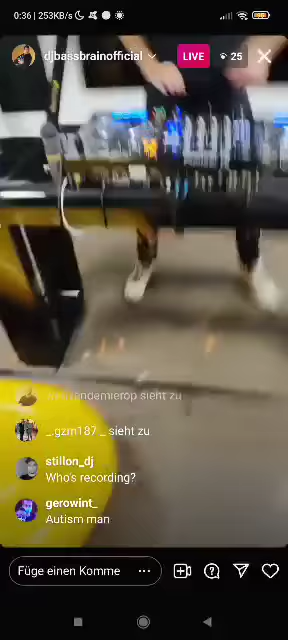 0:36 | 253KB/s
djbassbrainofficial
LIVE
25
sieht zu
_.gzm187_ sieht zu
stillon_dj
Who's recording?
gerowint_
Autism man
Füge einen Komme